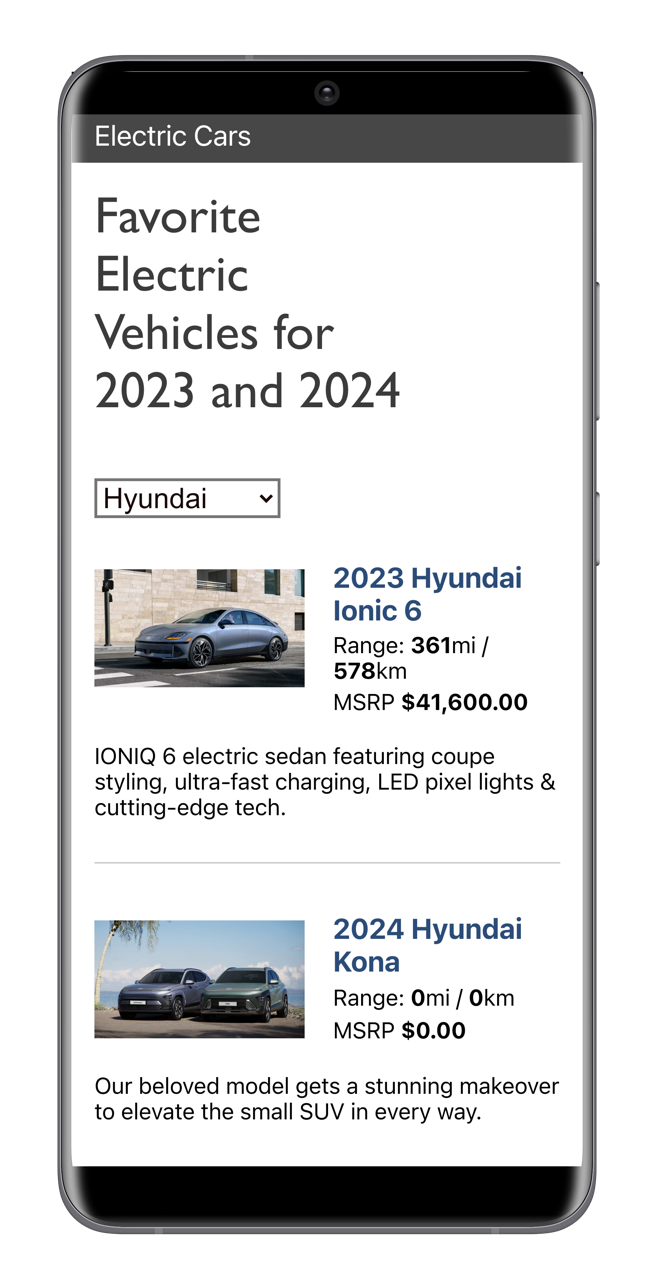 Electric Cars
Favorite
Electric
Vehicles for
2023 and 2024
Hyundai
2023 Hyundai
Ionic 6
Range: 361mi /
578km
MSRP $41,600.00
IONIQ 6 electric sedan featuring coupe
styling, ultra-fast charging, LED pixel lights &
cutting-edge tech.
2024 Hyundai
Kona
Range: 0mi / 0km
MSRP $0.00
Our beloved model gets a stunning makeover
to elevate the small SUV in every way.